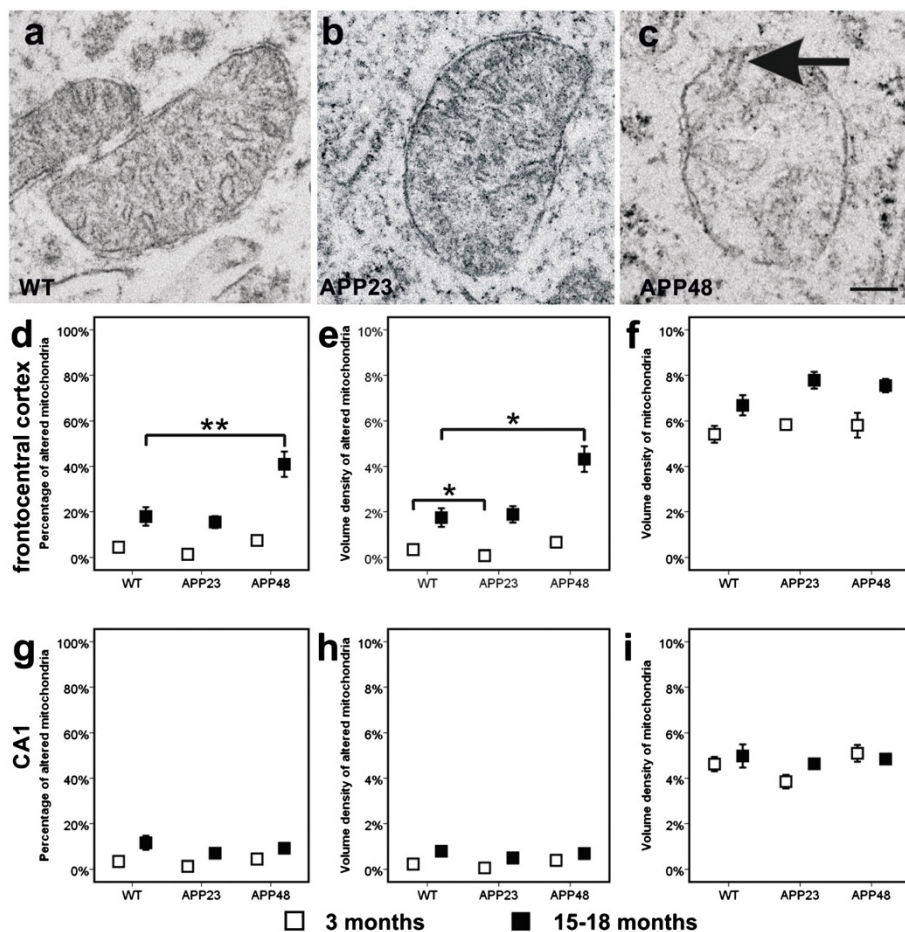 a
b
c
WT
APP23
APP48
frontocentral cortex
d
Percentage of altered mitochondria
100%
80%
60%
40%
20%
0%
**
WT APP23 APP48
e
Volume density of altered mitochondria
10%
8%
6%
4%
2%
0%
*
*
WT APP23 APP48
f
Volume density of mitochondria
10%
8%
6%
4%
2%
0%
WT APP23 APP48
CA1
g
Percentage of altered mitochondria
100%
80%
60%
40%
20%
0%
WT APP23 APP48
h
Volume density of altered mitochondria
10%
8%
6%
4%
2%
0%
WT APP23 APP48
i
Volume density of mitochondria
10%
8%
6%
4%
2%
0%
WT APP23 APP48
3 months 15-18 months